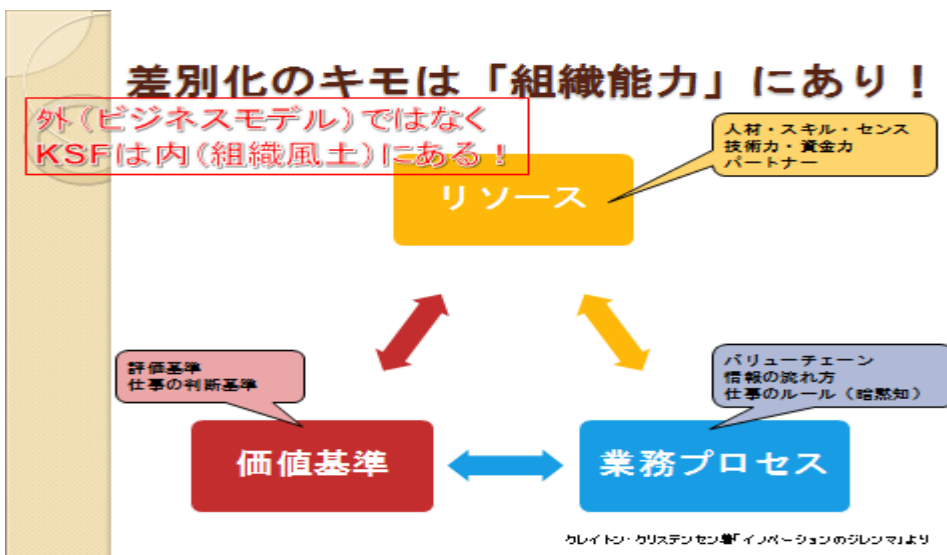 差別化のキモは「組織能力」にあり！
外(ビジネスモデル)ではなく
KSFは内(組織風土)にある！
人材・スキル・センス
技術力・資金力
パートナー
リソース
評価基準
仕事の判断基準
バリューチェーン
情報の流れ方
仕事のルール（暗黙知）
価値基準
業務プロセス
クレイトン・クリステンセン著「イノベーションのジレンマ」より